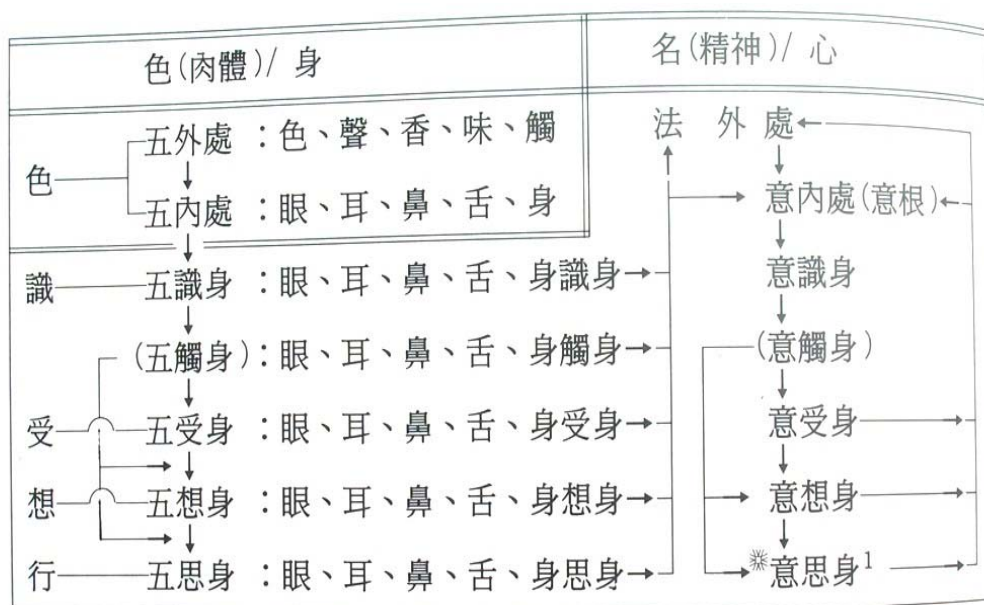 色(肉體)/ 身 名(精神)/ 心
五外處：色、聲、香、味、觸 法 外 處
色
五內處：眼、耳、鼻、舌、身 意內處(意根)
識 五識身：眼、耳、鼻、舌、身識身 意識身
(五觸身)：眼、耳、鼻、舌、身觸身 (意觸身)
受 五受身：眼、耳、鼻、舌、身受身 意受身
想 五想身：眼、耳、鼻、舌、身想身 意想身
行 五思身：眼、耳、鼻、舌、身思身 ※意思身1